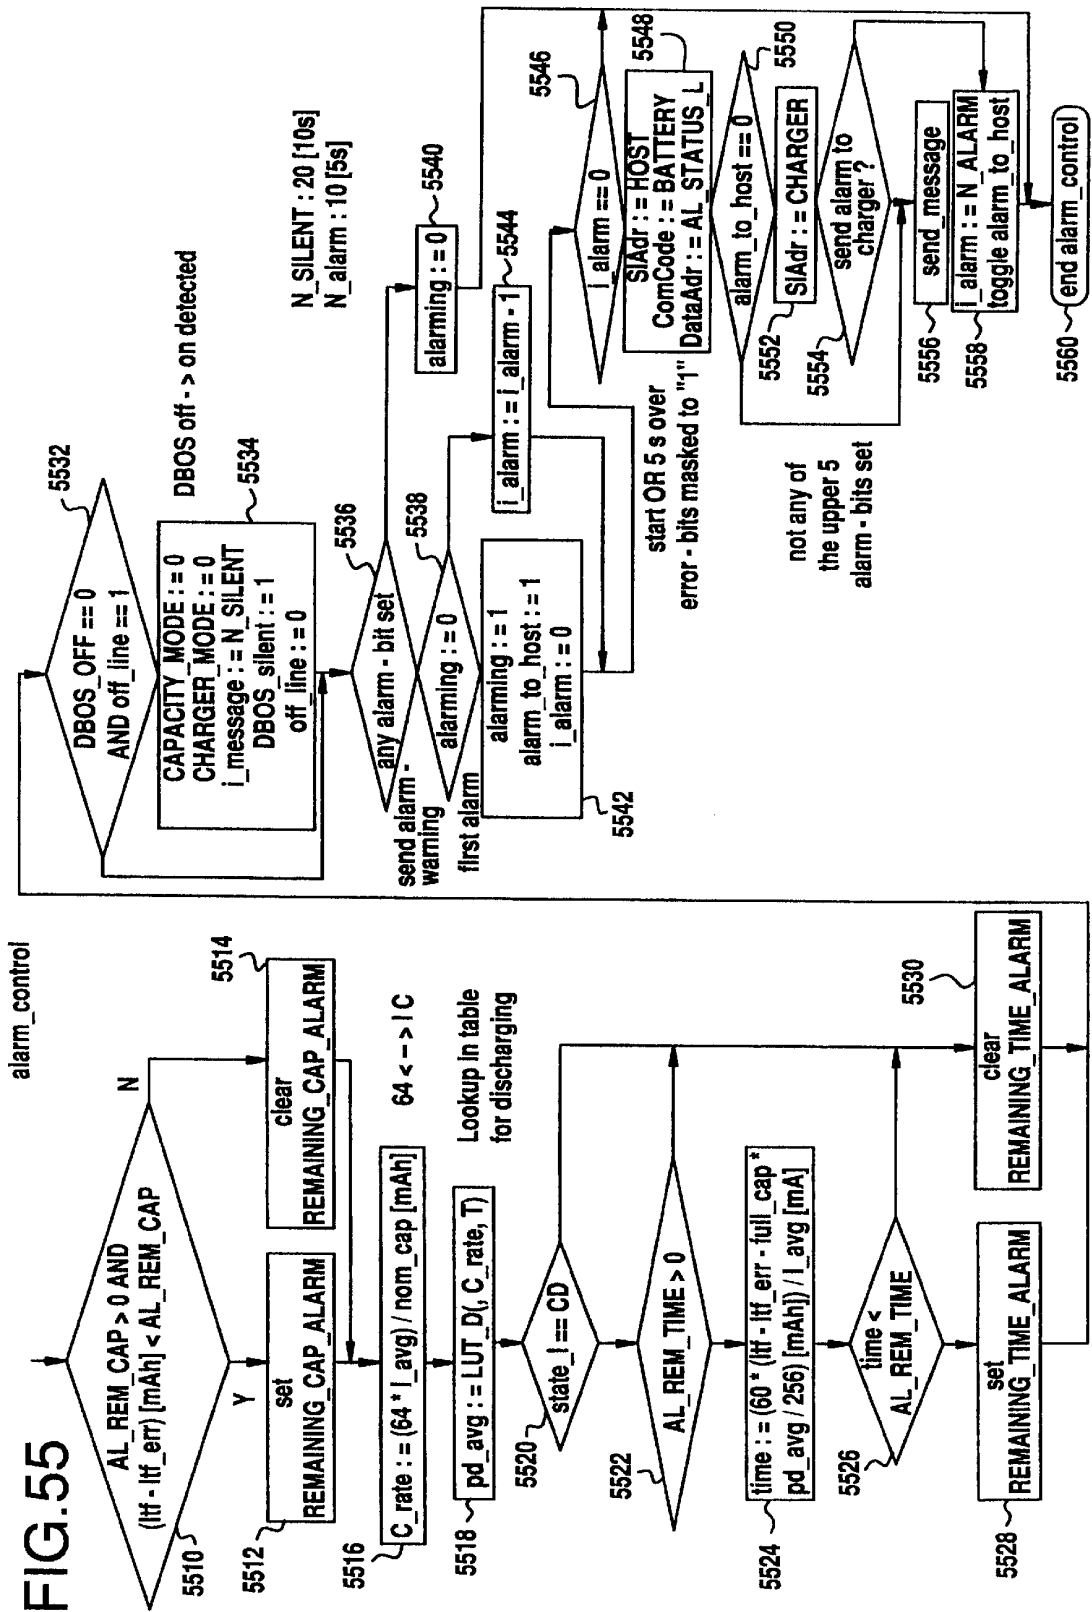 FIG.55
alarm_control
AL_REM_CAP > 0 AND
(Itf - Itf_err) [mAh] < AL_REM_CAP
5510
N
Y
set
REMAINING_CAP_ALARM
5512
clear
REMAINING_CAP_ALARM
5514
C_rate := (64 * I_avg) / nom_cap [mAh]
5516
64 < - > I C
pd_avg := LUT_D(, C_rate, T)
5518
Lookup in table
for discharging
state_I == CD
5520
AL_REM_TIME > 0
5522
time := (60 * (Itf - Itf_err - full_cap *
pd_avg / 256) [mAh]) / I_avg [mA]
5524
time <
AL_REM_TIME
5526
set
REMAINING_TIME_ALARM
5528
clear
REMAINING_TIME_ALARM
5530
DBOS_OFF == 0
AND off_line == 1
5532
DBOS off - > on detected
CAPACITY_MODE := 0
CHARGER_MODE := 0
i_message := N_SILENT
DBOS_silent := 1
off_line := 0
5534
N_SILENT : 20 [10s]
N_alarm : 10 [5s]
any alarm - bit set
5536
send alarm -
warning
alarming := 0
5538
first alarm
alarming := 0
5540
alarming := 1
alarm_to_host := 1
i_alarm := 0
5542
i_alarm := i_alarm - 1
5544
i_alarm == 0
5546
start OR 5 s over
error - bits masked to "1"
SlAdr := HOST
ComCode := BATTERY
DataAdr := AL_STATUS_L
5548
alarm_to_host == 0
5550
SlAdr := CHARGER
5552
send alarm to
charger ?
5554
not any of
the upper 5
alarm - bits set
send_message
5556
i_alarm := N_ALARM
toggle alarm_to_host
5558
end alarm_control
5560